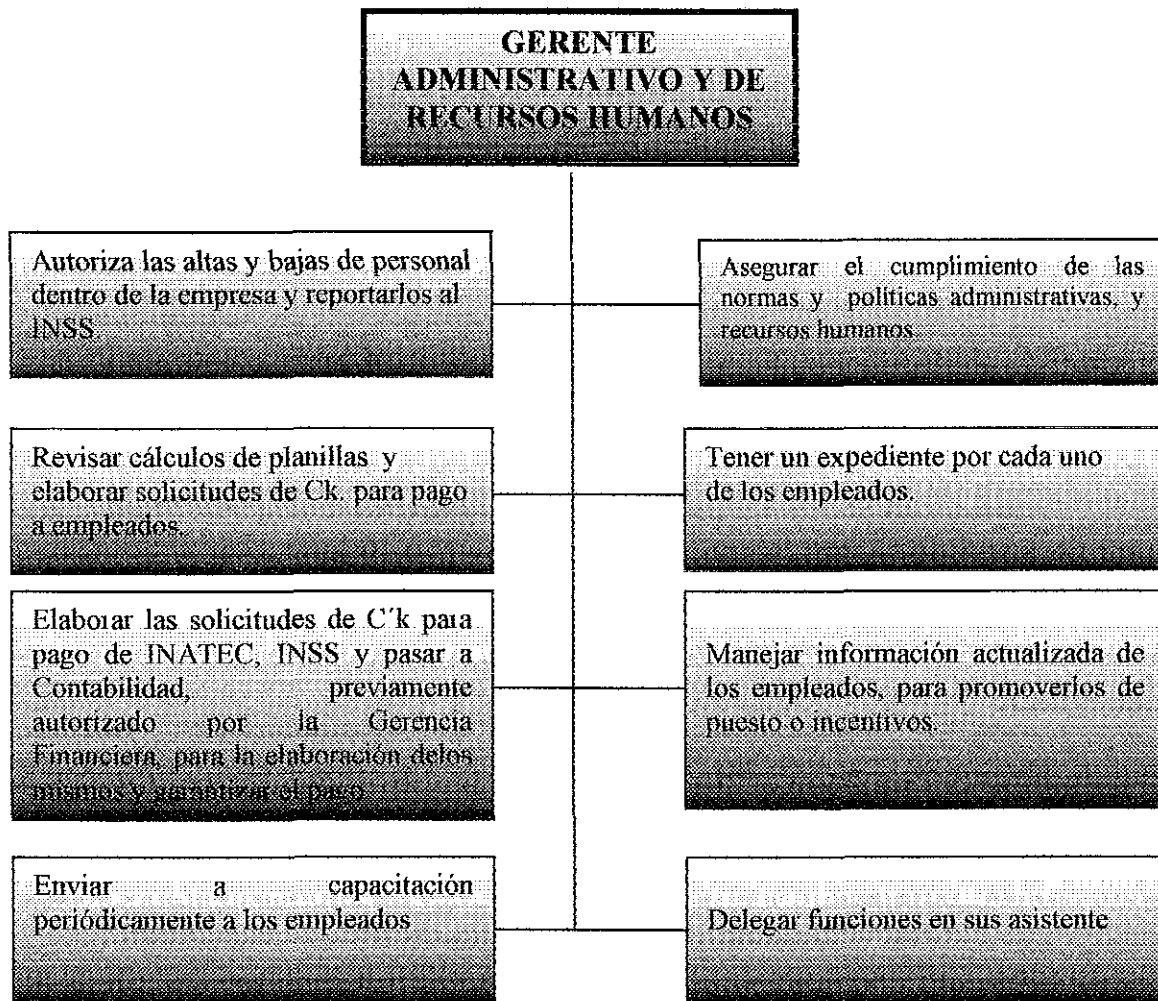 GERENTE
ADMINISTRATIVO Y DE
RECURSOS HUMANOS
Autoriza las altas y bajas de personal
dentro de la empresa y reportarlos al
INSS.
Asegurar el cumplimiento de las
normas y políticas administrativas, y
recursos humanos.
Revisar cálculos de planillas y
elaborar solicitudes de Ck. para pago
a empleados.
Tener un expediente por cada uno
de los empleados.
Elaborar las solicitudes de C´k para
pago de INATEC, INSS y pasar a
Contabilidad, previamente
autorizado por la Gerencia
Financiera, para la elaboración delos
mismos y garantizar el pago
Manejar información actualizada de
los empleados, para promoverlos de
puesto o incentivos.
Enviar a capacitación
periódicamente a los empleados
Delegar funciones en sus asistente